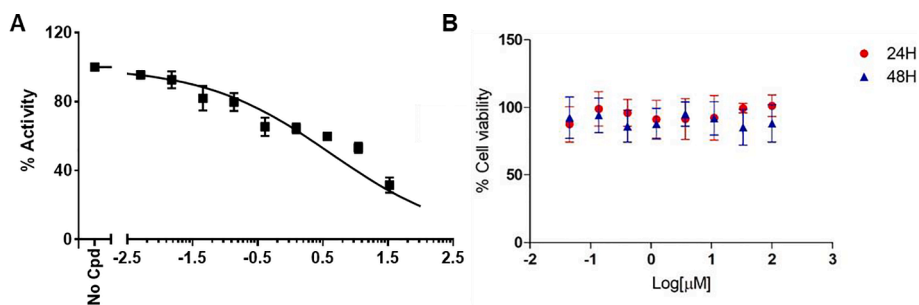 A
% Activity
120
80
40
0
No Cpd
-2.5
-1.5
-0.5
0.5
1.5
2.5
B
% Cell viability
150
100
50
0
-2
-1
0
1
2
3
Log[μM]
24H
48H